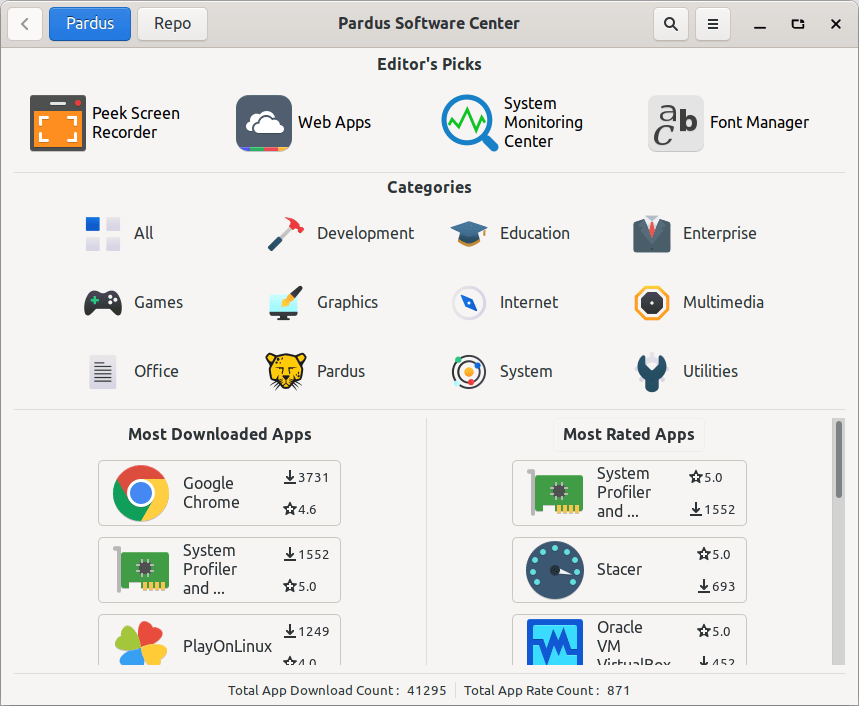 Pardus
Repo
Pardus Software Center
Editor's Picks
Peek Screen
Recorder
Web Apps
System
Monitoring
Center
a b c
Font Manager
Categories
All
Development
Education
Enterprise
Games
Graphics
Internet
Multimedia
Office
Pardus
System
Utilities
Most Downloaded Apps
Google
Chrome
3731
4.6
System
Profiler
and ...
1552
5.0
PlayOnLinux
1249
4.0
Most Rated Apps
System
Profiler
and ...
5.0
1552
Stacer
5.0
693
Oracle
VM
VirtualBox
5.0
452
Total App Download Count: 41295
Total App Rate Count: 871